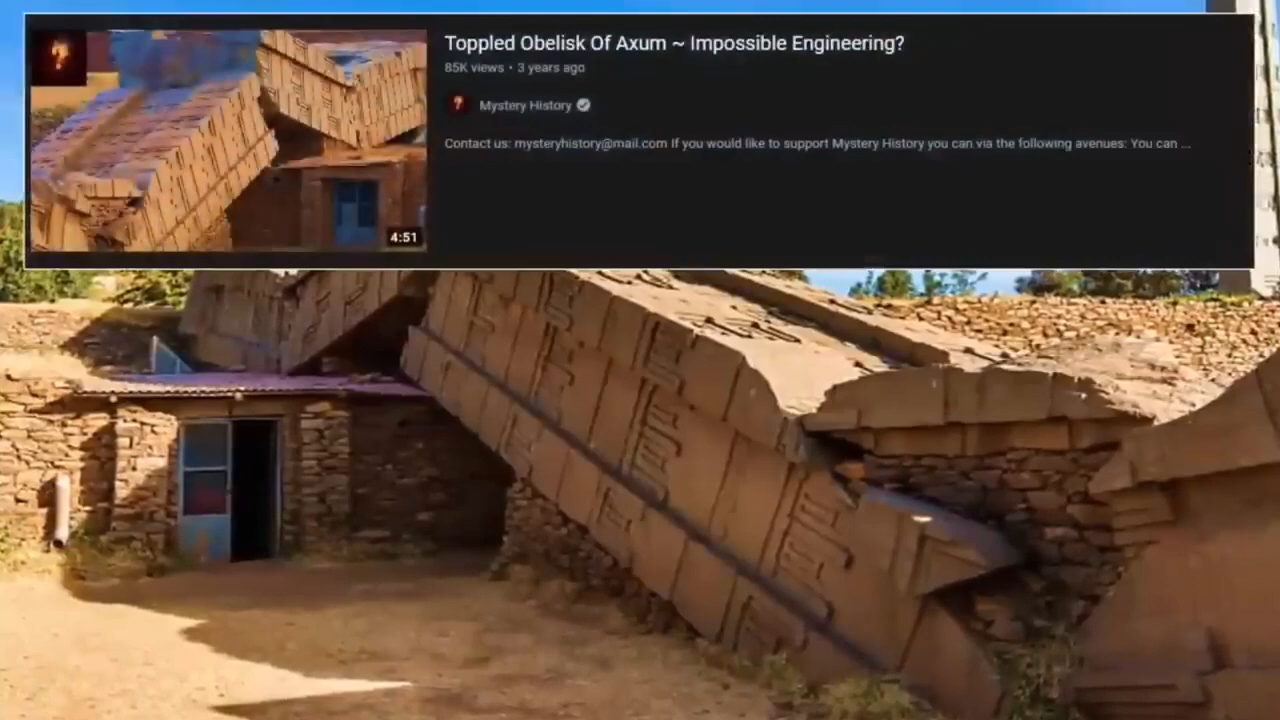 Toppled Obelisk Of Axum ~ Impossible Engineering?
85K views • 3 years ago
Mystery History
Contact us: mysteryhistory@mail.com If you would like to support Mystery History you can via the following avenues: You can ...
4:51